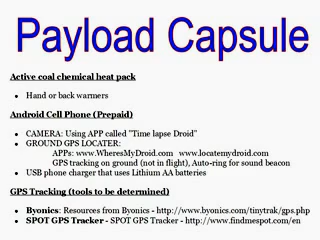 Payload Capsule
Active coal chemical heat pack
• Hand or back warmers
Android Cell Phone (Prepaid)
• CAMERA: Using APP called "Time lapse Droid"
• GROUND GPS LOCATER:
APPs: www.WheresMyDroid.com www.locatemydroid.com
GPS tracking on ground (not in flight), Auto-ring for sound beacon
• USB phone charger that uses Lithium AA batteries
GPS Tracking (tools to be determined)
• Byonics: Resources from Byonics - http://www.byonics.com/tinytrak/gps.php
• SPOT GPS Tracker - SPOT GPS Tracker - http://www.findmespot.com/en